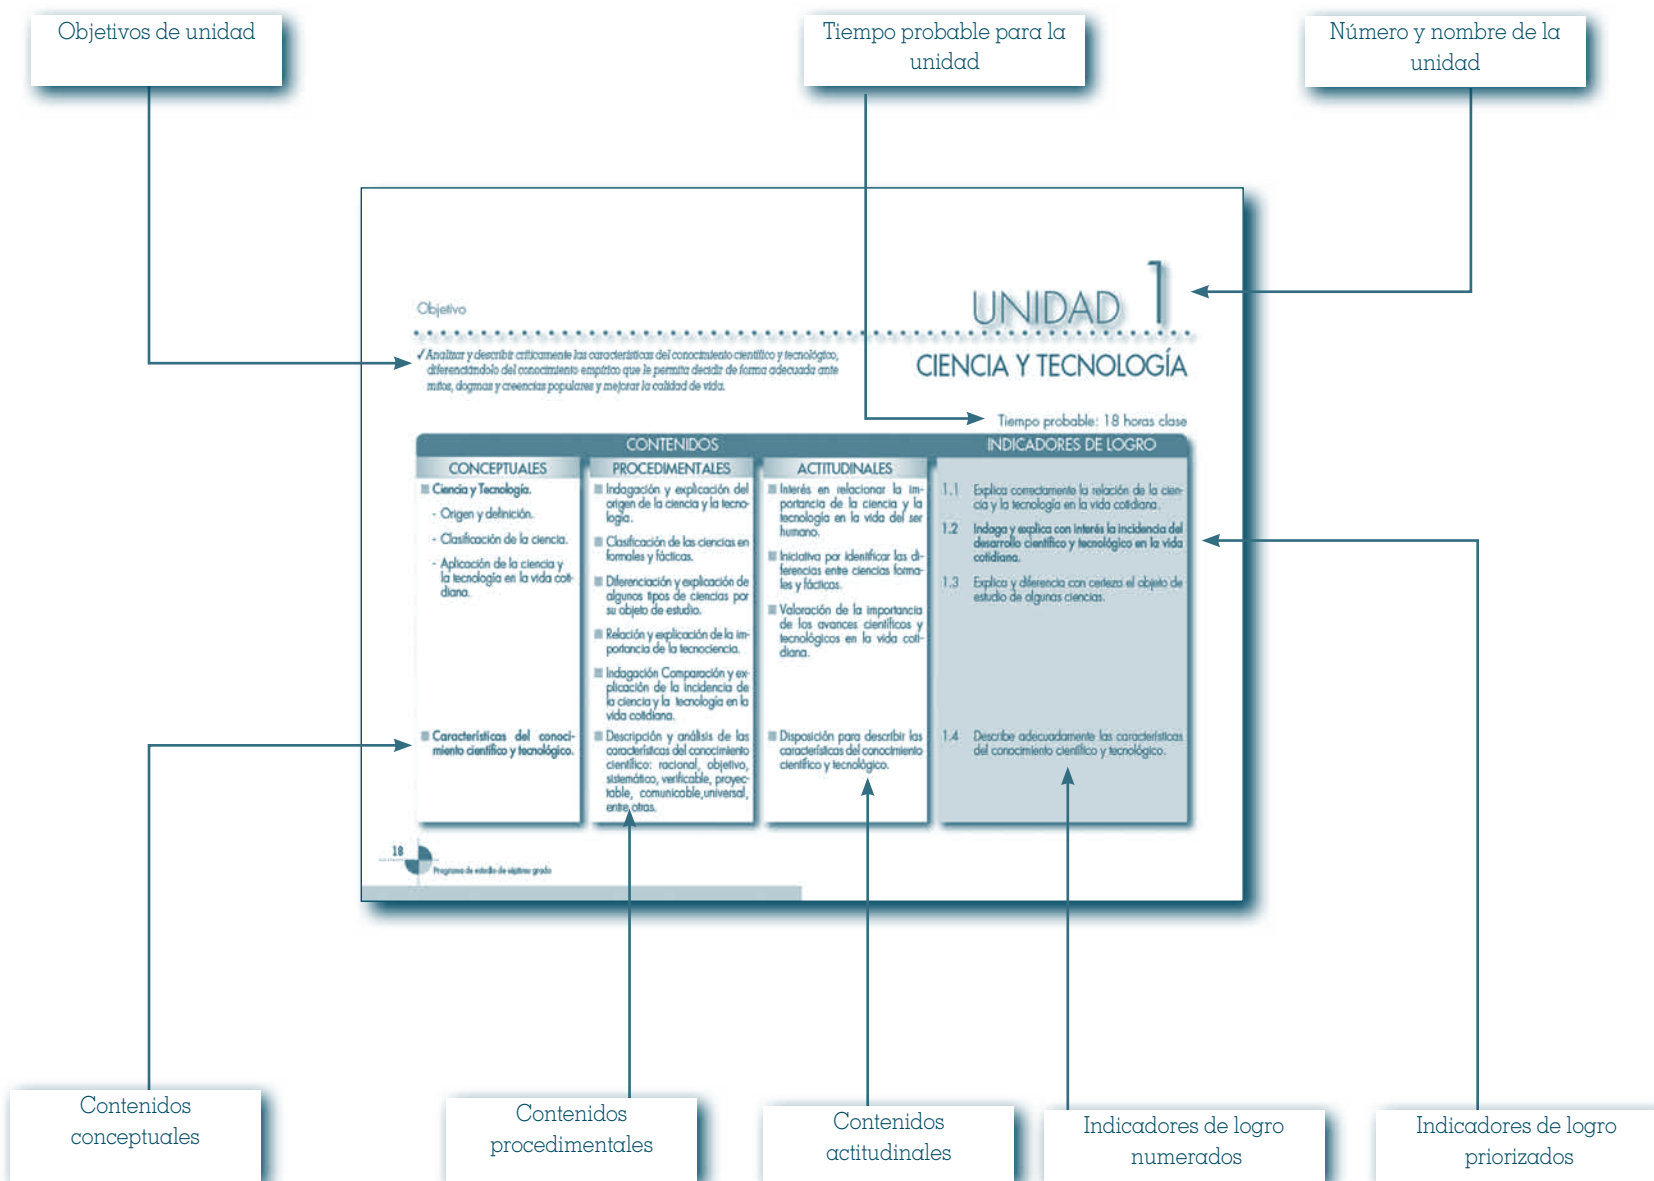 Objetivos de unidad
Tiempo probable para la
unidad
Número y nombre de la
unidad
Objetivo
UNIDAD 1
✓Analizar y describir críticamente las características del conocimiento científico y tecnológico,
diferenciándolo del conocimiento empírico que le permita decidir de forma adecuada ante
mitos, dogmas y creencias populares y mejorar la calidad de vida.
CIENCIA Y TECNOLOGÍA
Tiempo probable: 18 horas clase
CONTENIDOS
INDICADORES DE LOGRO
CONCEPTUALES
PROCEDIMENTALES
ACTITUDINALES
Ciencia y Tecnología.
- Origen y definición.
- Clasificación de la ciencia.
- Aplicación de la ciencia y
la tecnología en la vida coti-
diana.
Indagación y explicación del
origen de la ciencia y la tecno-
logía.
Clasificación de las ciencias en
formales y fácticas.
Diferenciación y explicación de
algunos tipos de ciencias por
su objeto de estudio.
Relación y explicación de la im-
portancia de la tecnociencia.
Indagación Comparación y ex-
plicación de la incidencia de
la ciencia y la tecnología en la
vida cotidiana.
Interés en relacionar la im-
portancia de la ciencia y la
tecnología en la vida del ser
humano.
Iniciativa por identificar las di-
ferencias entre ciencias forma-
les y fácticas.
Valoración de la importancia
de los avances científicos y
tecnológicos en la vida coti-
diana.
1.1 Explica correctamente la relación de la cien-
cia y la tecnología en la vida cotidiana.
1.2 Indaga y explica con interés la incidencia del
desarrollo científico y tecnológico en la vida
cotidiana.
1.3 Explica y diferencia con certeza el objeto de
estudio de algunas ciencias.
Características del conoci-
miento científico y tecnológico.
Descripción y análisis de las
características del conocimiento
científico: racional, objetivo,
sistemático, verificable, proyec-
table, comunicable,universal,
entre otras.
Disposición para describir las
características del conocimiento
científico y tecnológico.
1.4 Describe adecuadamente las características
del conocimiento científico y tecnológico.
18
Programa de estudio de séptimo grado
Contenidos
conceptuales
Contenidos
procedimentales
Contenidos
actitudinales
Indicadores de logro
numerados
Indicadores de logro
priorizados